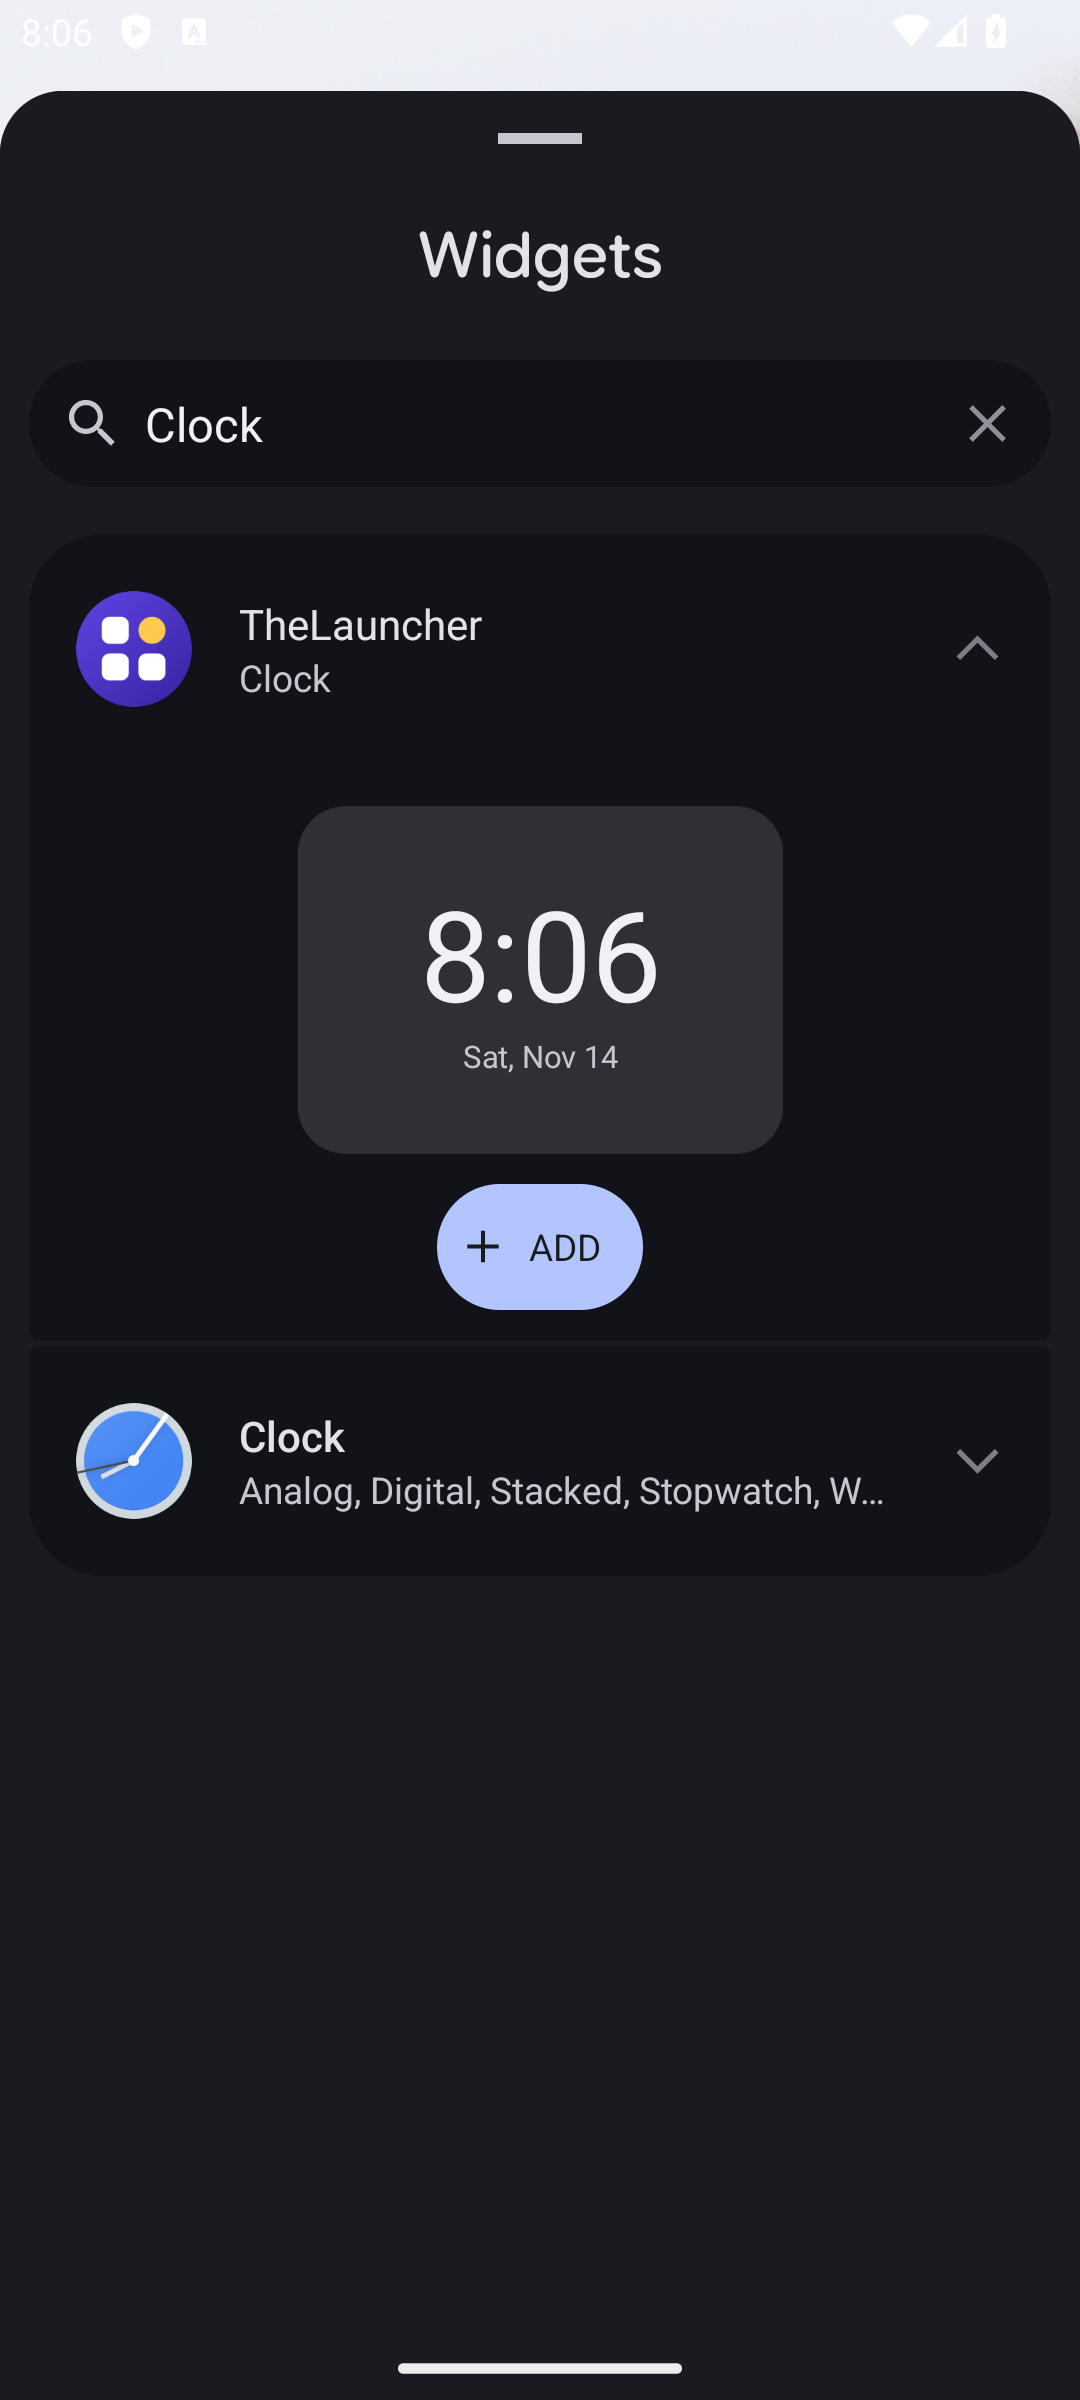 8:06
Widgets
Clock
TheLauncher
Clock
8:06
Sat, Nov 14
ADD
Clock
Analog, Digital, Stacked, Stopwatch, W...